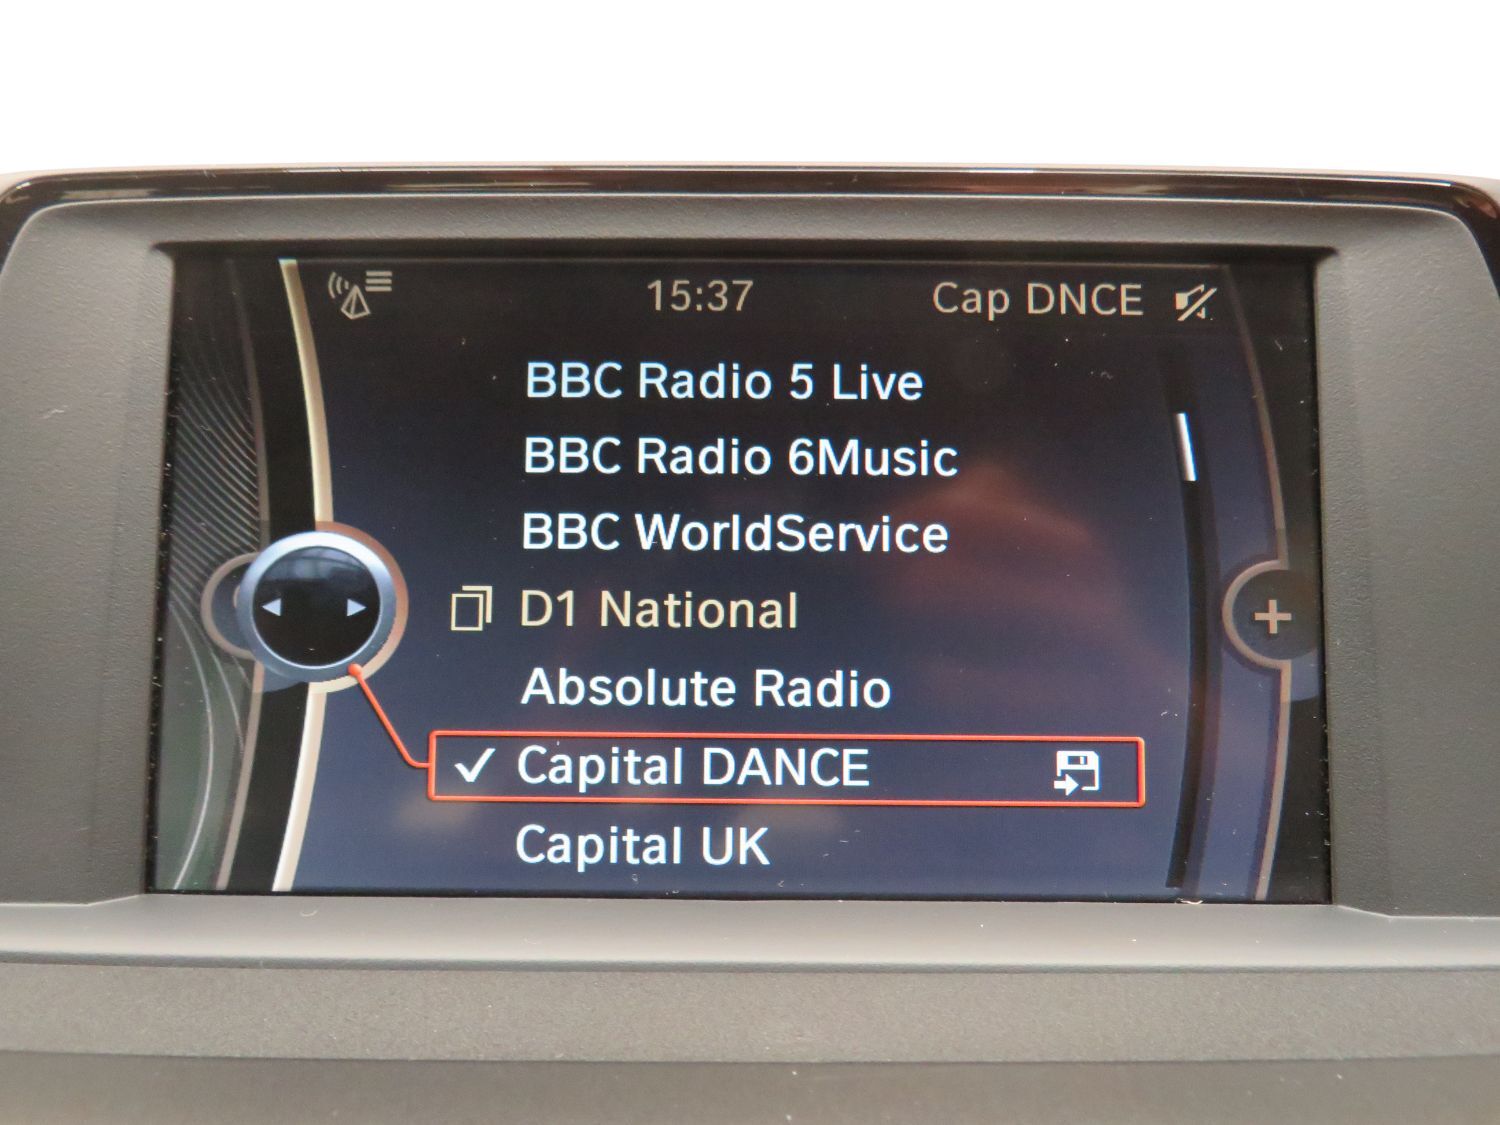 15:37 Cap DNCE
BBC Radio 5 Live
BBC Radio 6Music
BBC WorldService
D1 National
Absolute Radio
Capital DANCE
Capital UK